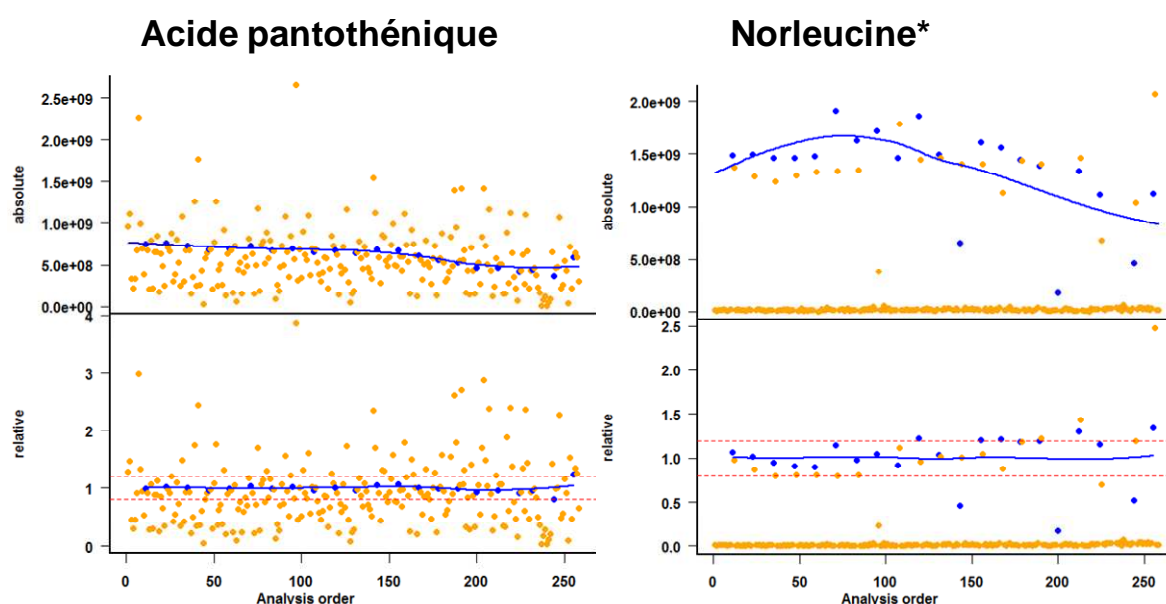 Acide pantothénique
Norleucine*
2.5e+09
2.0e+09
1.5e+09
1.0e+09
5.0e+08
0.0e+00
absolute
4
3
2
1
0
relative
0 50 100 150 200 250
Analysis order
2.0e+09
1.5e+09
1.0e+09
5.0e+08
0.0e+00
absolute
2.5
2.0
1.5
1.0
0.5
0.0
relative
0 50 100 150 200 250
Analysis order